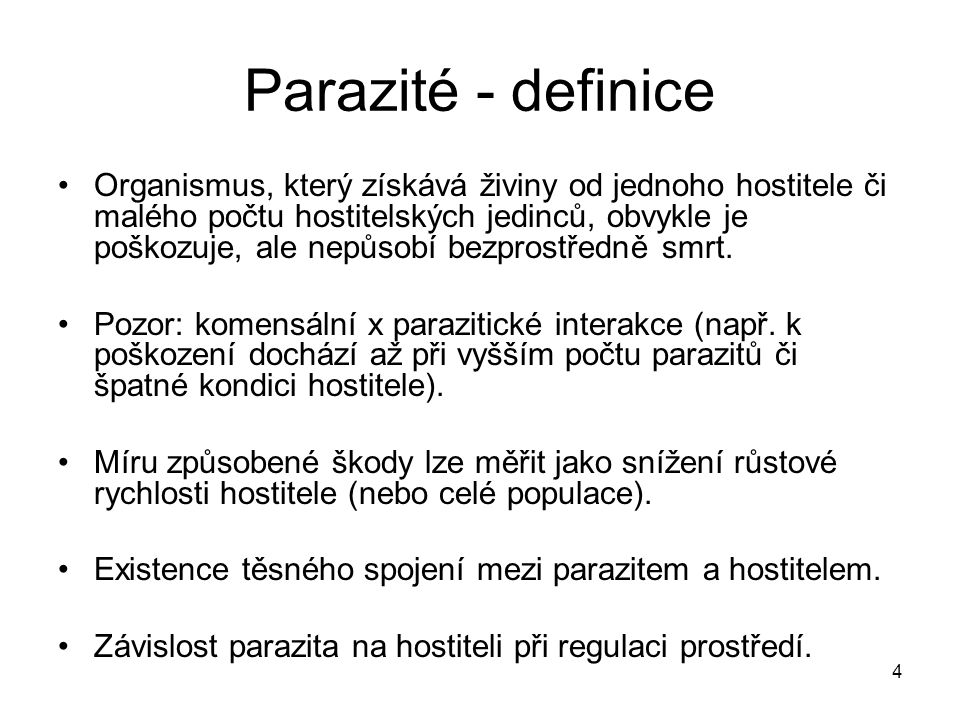 Parazité - definice
• Organismus, který získává živiny od jednoho hostitele či
malého počtu hostitelských jedinců, obvykle je
poškozuje, ale nepůsobí bezprostředně smrt.
• Pozor: komensální x parazitické interakce (např. k
poškození dochází až při vyšším počtu parazitů či
špatné kondici hostitele).
• Míru způsobené škody lze měřit jako snížení růstové
rychlosti hostitele (nebo celé populace).
• Existence těsného spojení mezi parazitem a hostitelem.
• Závislost parazita na hostiteli při regulaci prostředí.
4